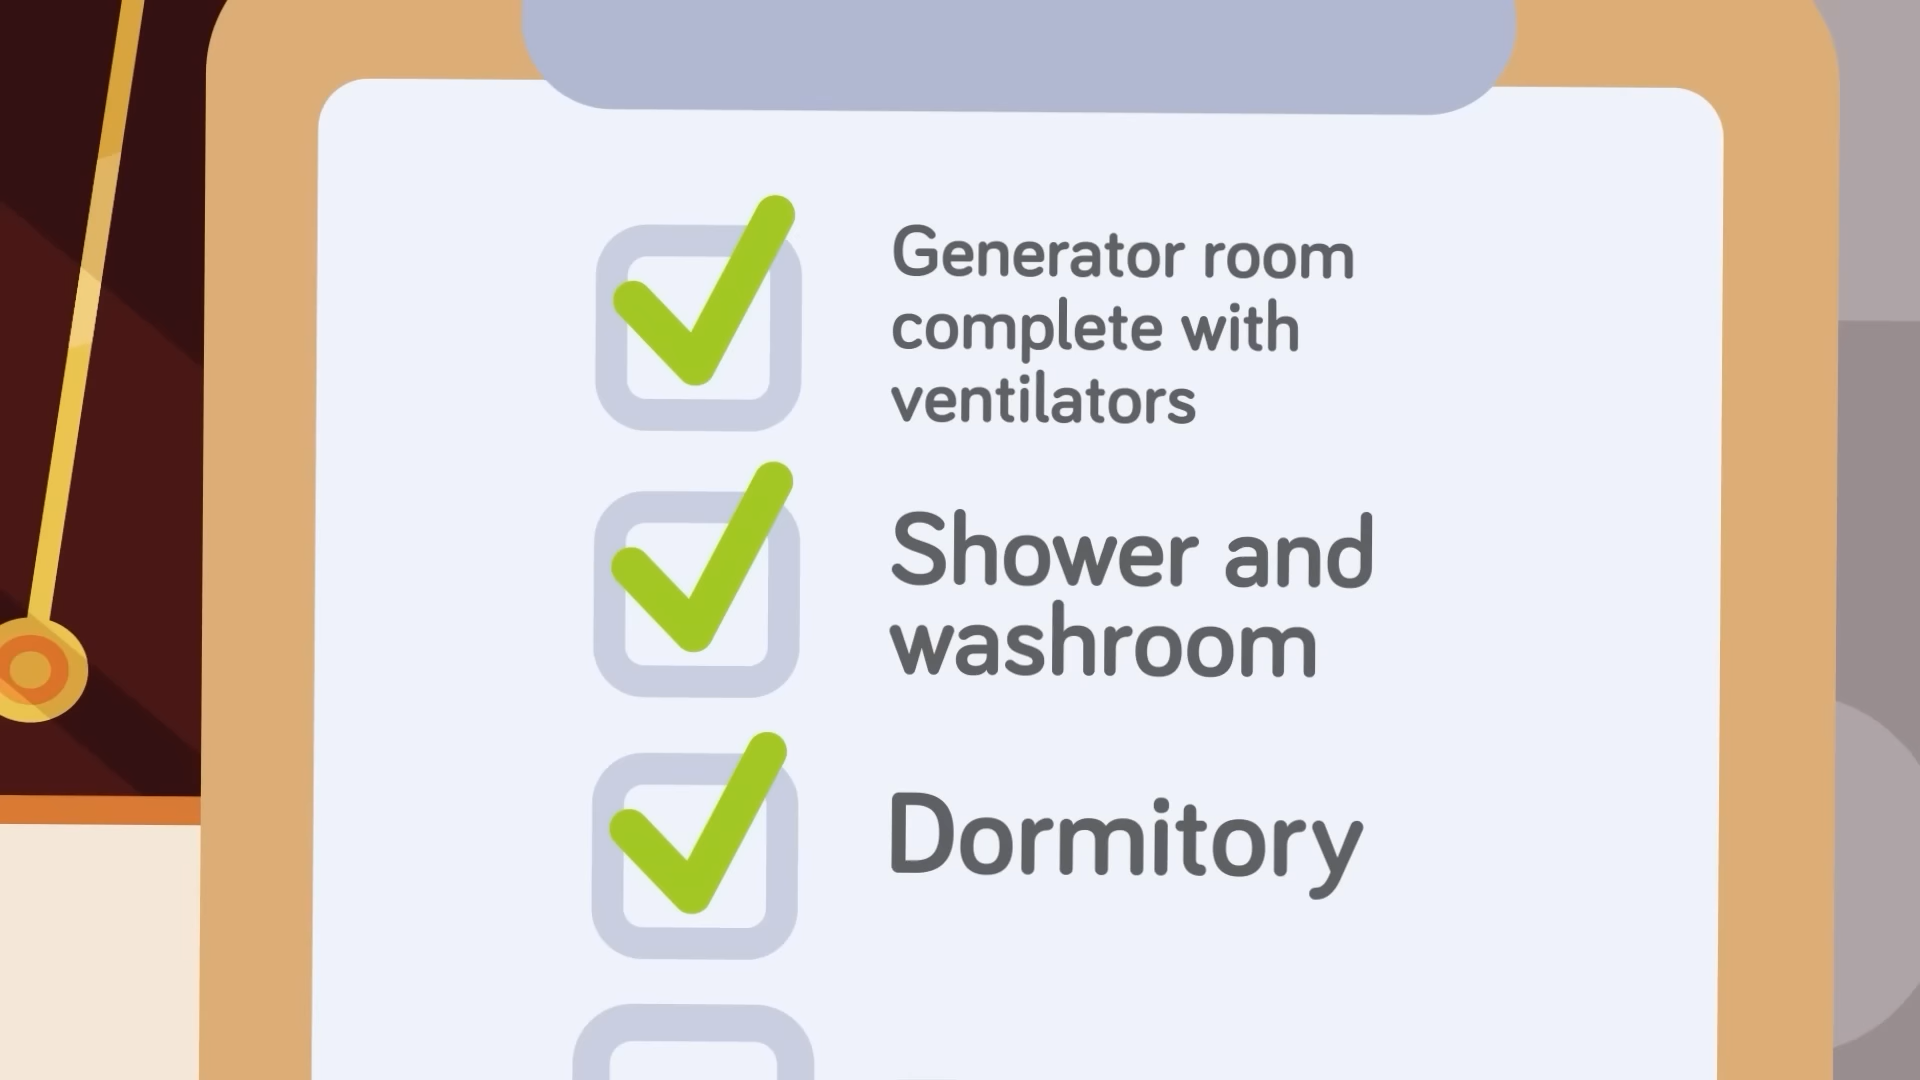 Generator room
complete with
ventilators
Shower and
washroom
Dormitory